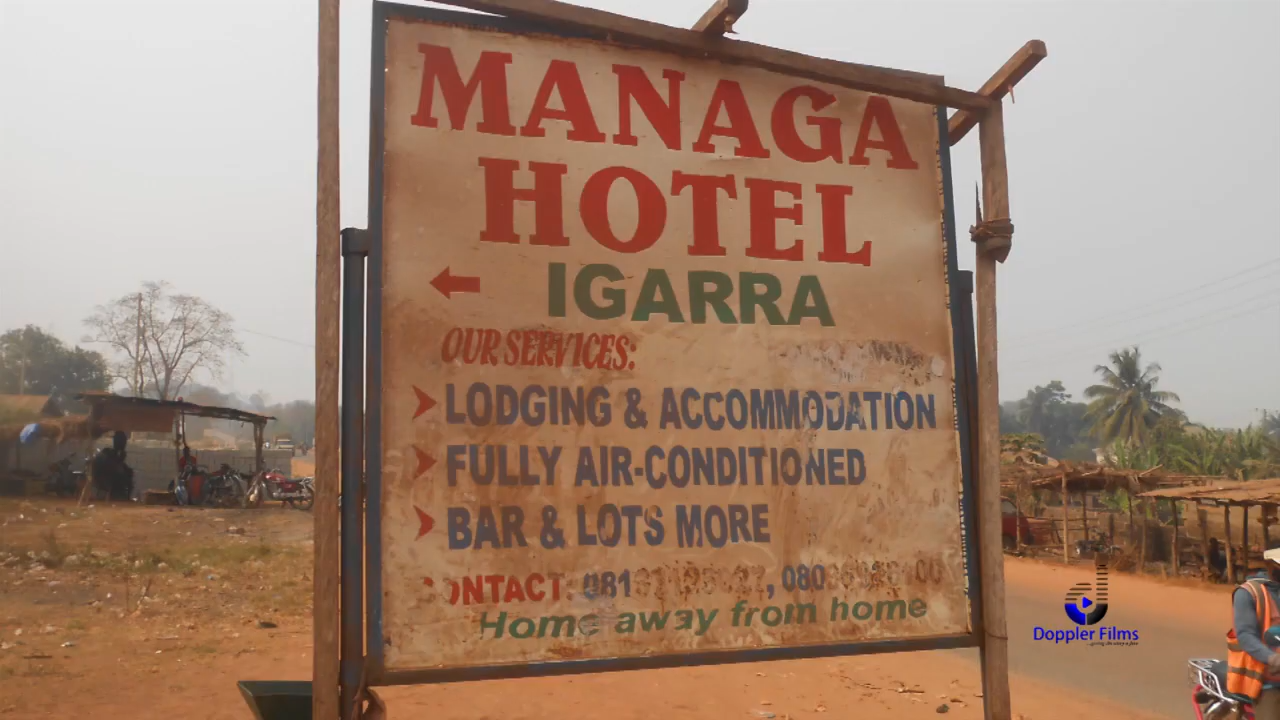 MANAGA
HOTEL
IGARRA
OUR SERVICES:
LODGING & ACCOMMODATION
FULLY AIR-CONDITIONED
BAR & LOTS MORE
CONTACT:
Home away from home
Doppler Films